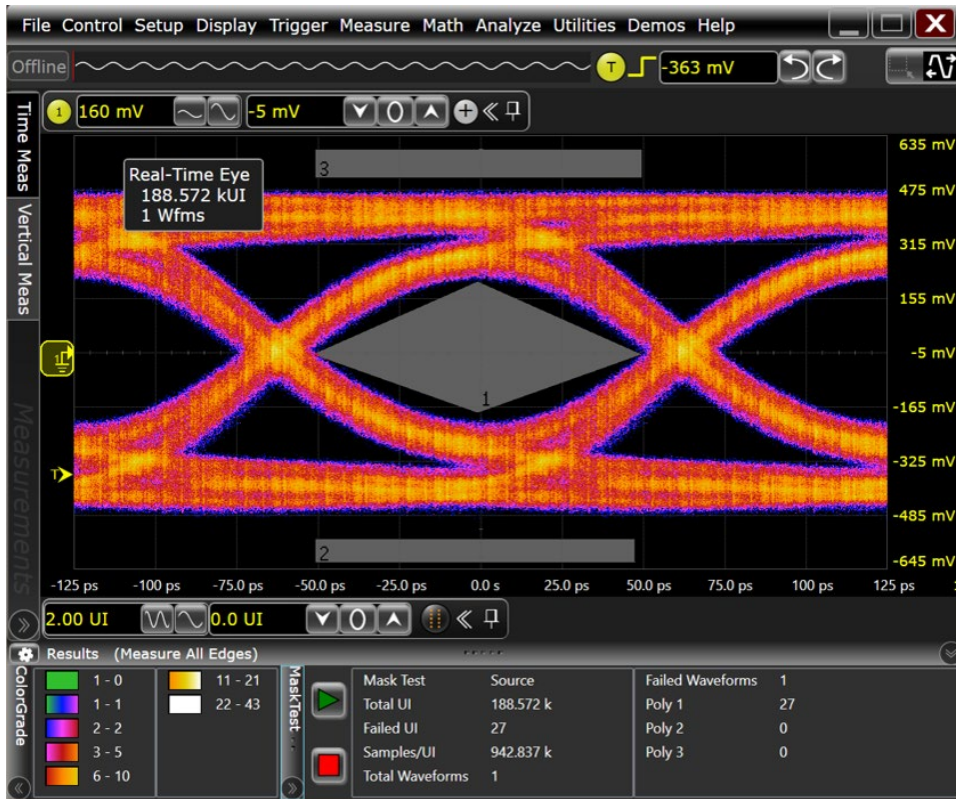 File Control Setup Display Trigger Measure Math Analyze Utilities Demos Help
Offline
T
-363 mV
1
160 mV
-5 mV
0
Time Meas
Vertical Meas
Measurements
Real-Time Eye
188.572 kUI
1 Wfms
3
1
2
1
T
635 mV
475 mV
315 mV
155 mV
-5 mV
-165 mV
-325 mV
-485 mV
-645 mV
-125 ps -100 ps -75.0 ps -50.0 ps -25.0 ps 0.0 s 25.0 ps 50.0 ps 75.0 ps 100 ps 125 ps
2.00 UI
0.0 UI
0
Results (Measure All Edges)
ColorGrade
1 - 0
1 - 1
2 - 2
3 - 5
6 - 10
11 - 21
22 - 43
MaskTest
Mask Test Source
Total UI 188.572 k
Failed UI 27
Samples/UI 942.837 k
Total Waveforms 1
Failed Waveforms 1
Poly 1 27
Poly 2 0
Poly 3 0